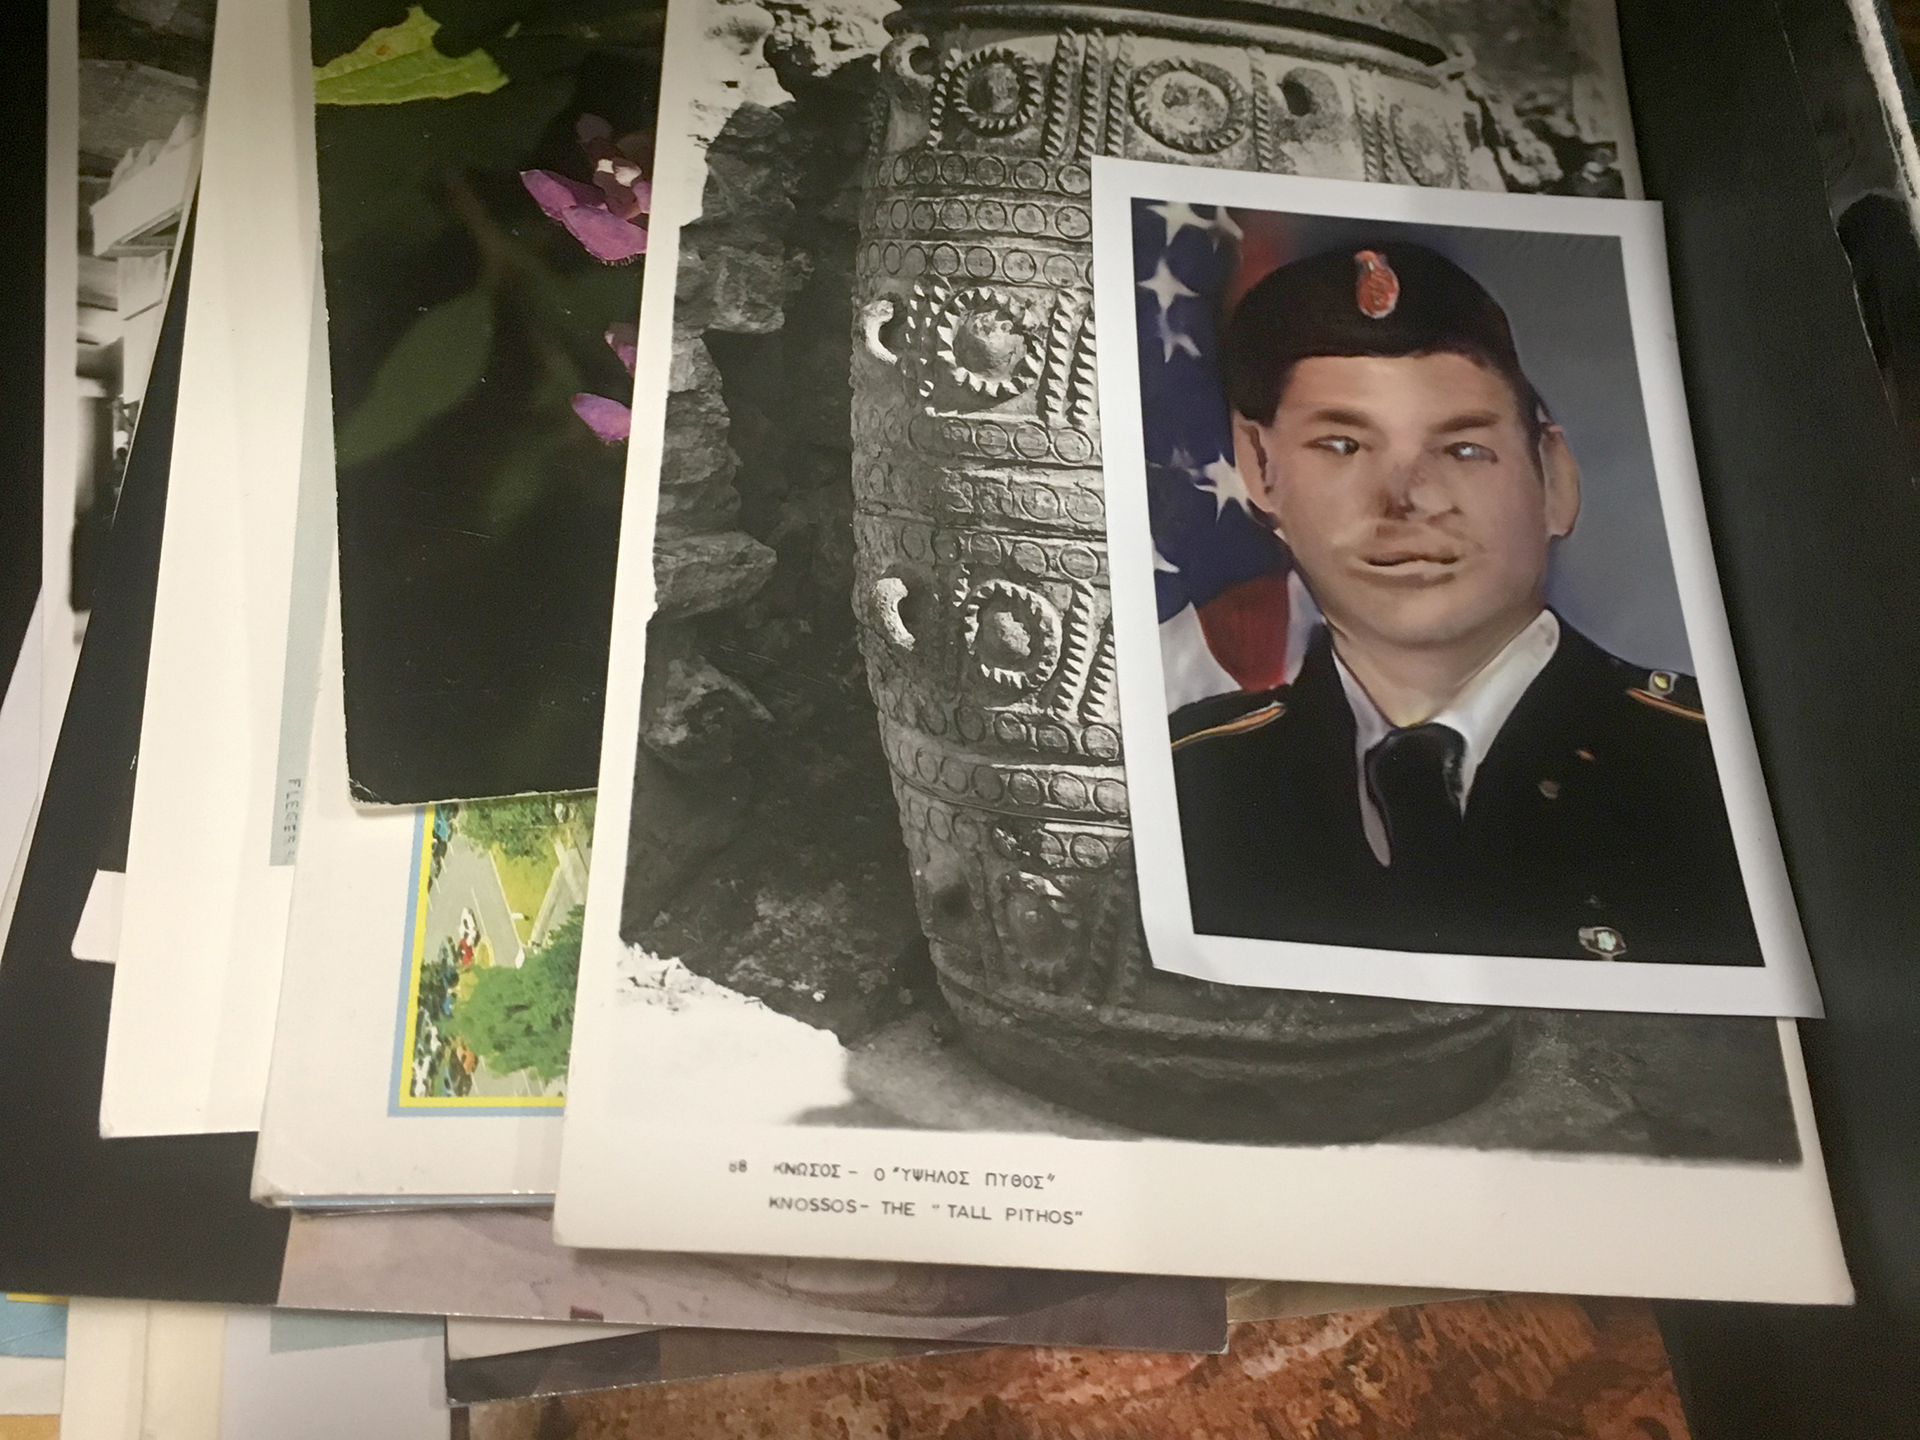 88 ΚΝΩΣΟΣ - Ο "ΥΨΗΛΟΣ ΠΥΘΟΣ"
KNOSSOS - THE "TALL PITHOS"